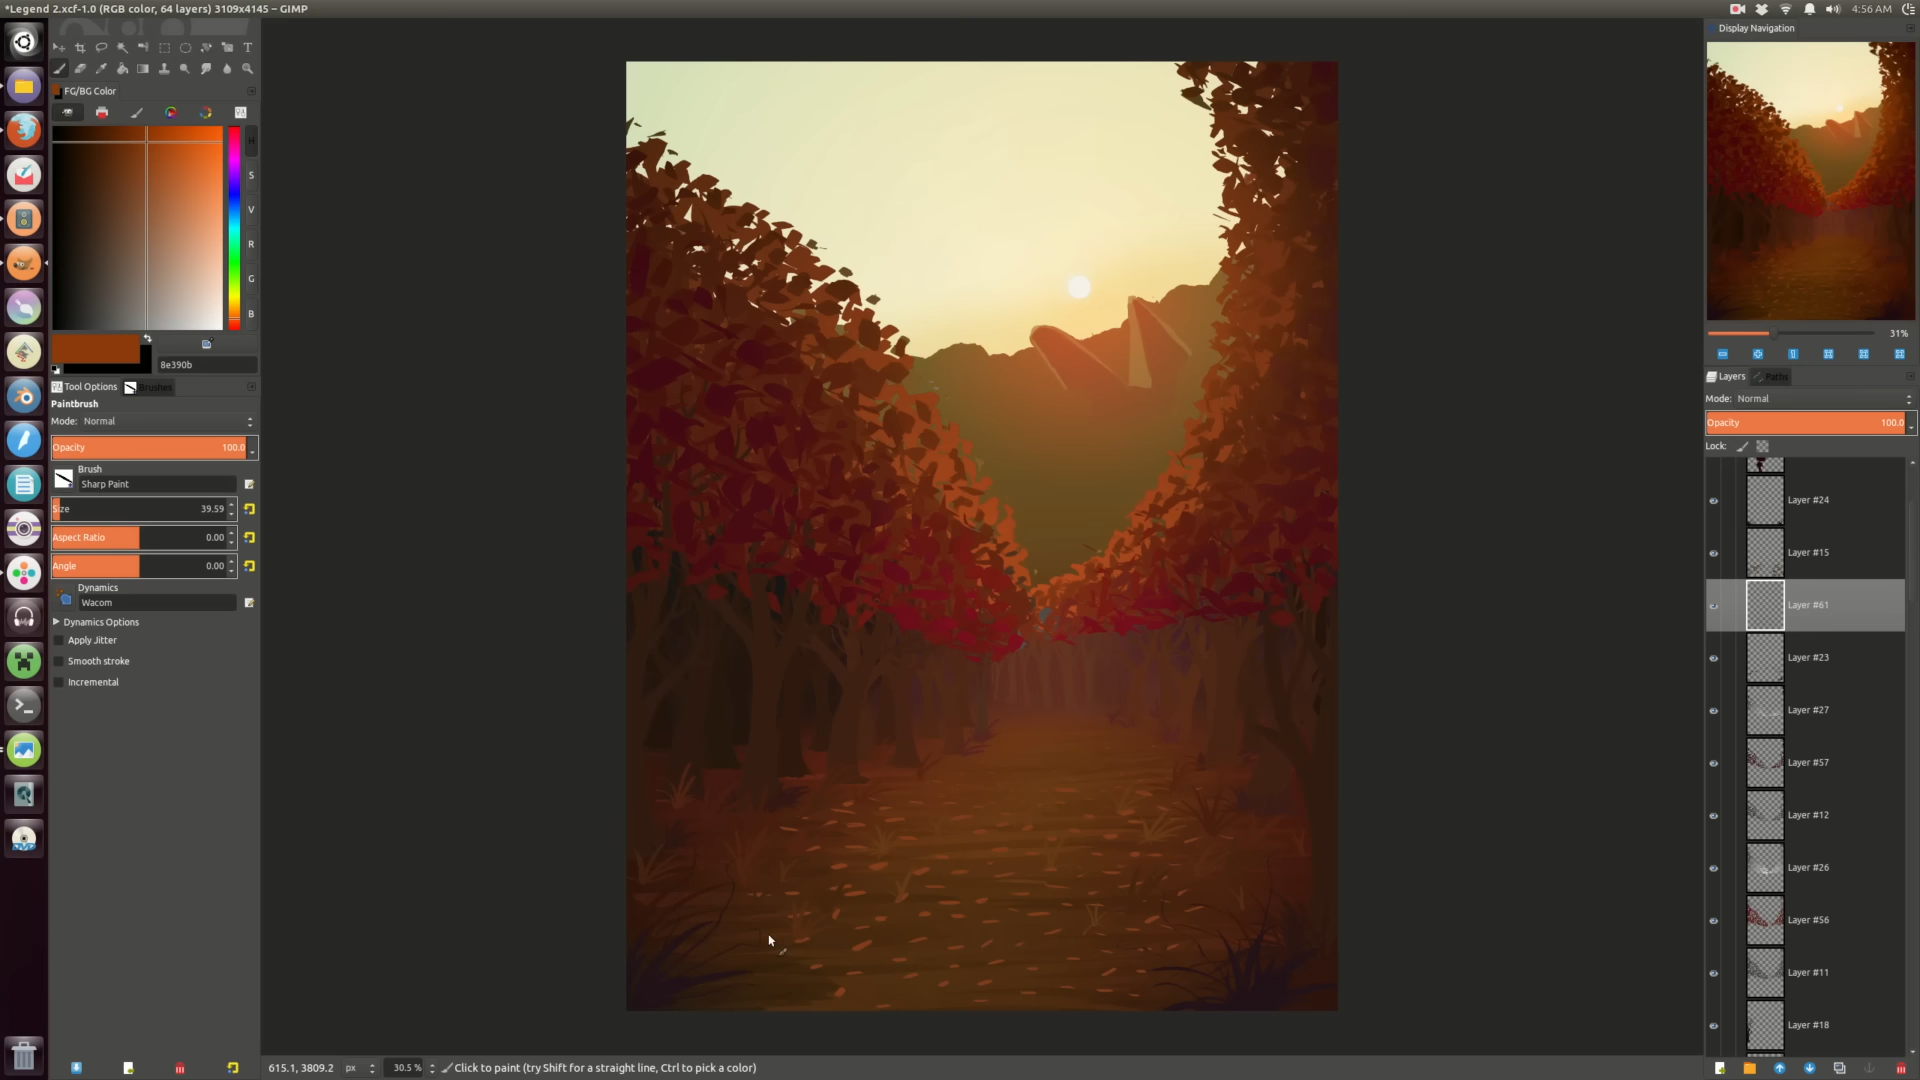 *Legend 2.xcf-1.0 (RGB color, 64 layers) 3109x4145 – GIMP
4:56 AM
FG/BG Color
H
S
V
R
G
B
8e390b
Tool Options
Brushes
Paintbrush
Mode: Normal
Opacity 100.0
Brush
Sharp Paint
Size 39.59
Aspect Ratio 0.00
Angle 0.00
Dynamics
Wacom
Dynamics Options
Apply Jitter
Smooth stroke
Incremental
615.1, 3809.2 px 30.5 % Click to paint (try Shift for a straight line, Ctrl to pick a color)
Display Navigation
31%
Layers
Paths
Mode: Normal
Opacity 100.0
Lock:
Layer #24
Layer #15
Layer #61
Layer #23
Layer #27
Layer #57
Layer #12
Layer #26
Layer #56
Layer #11
Layer #18